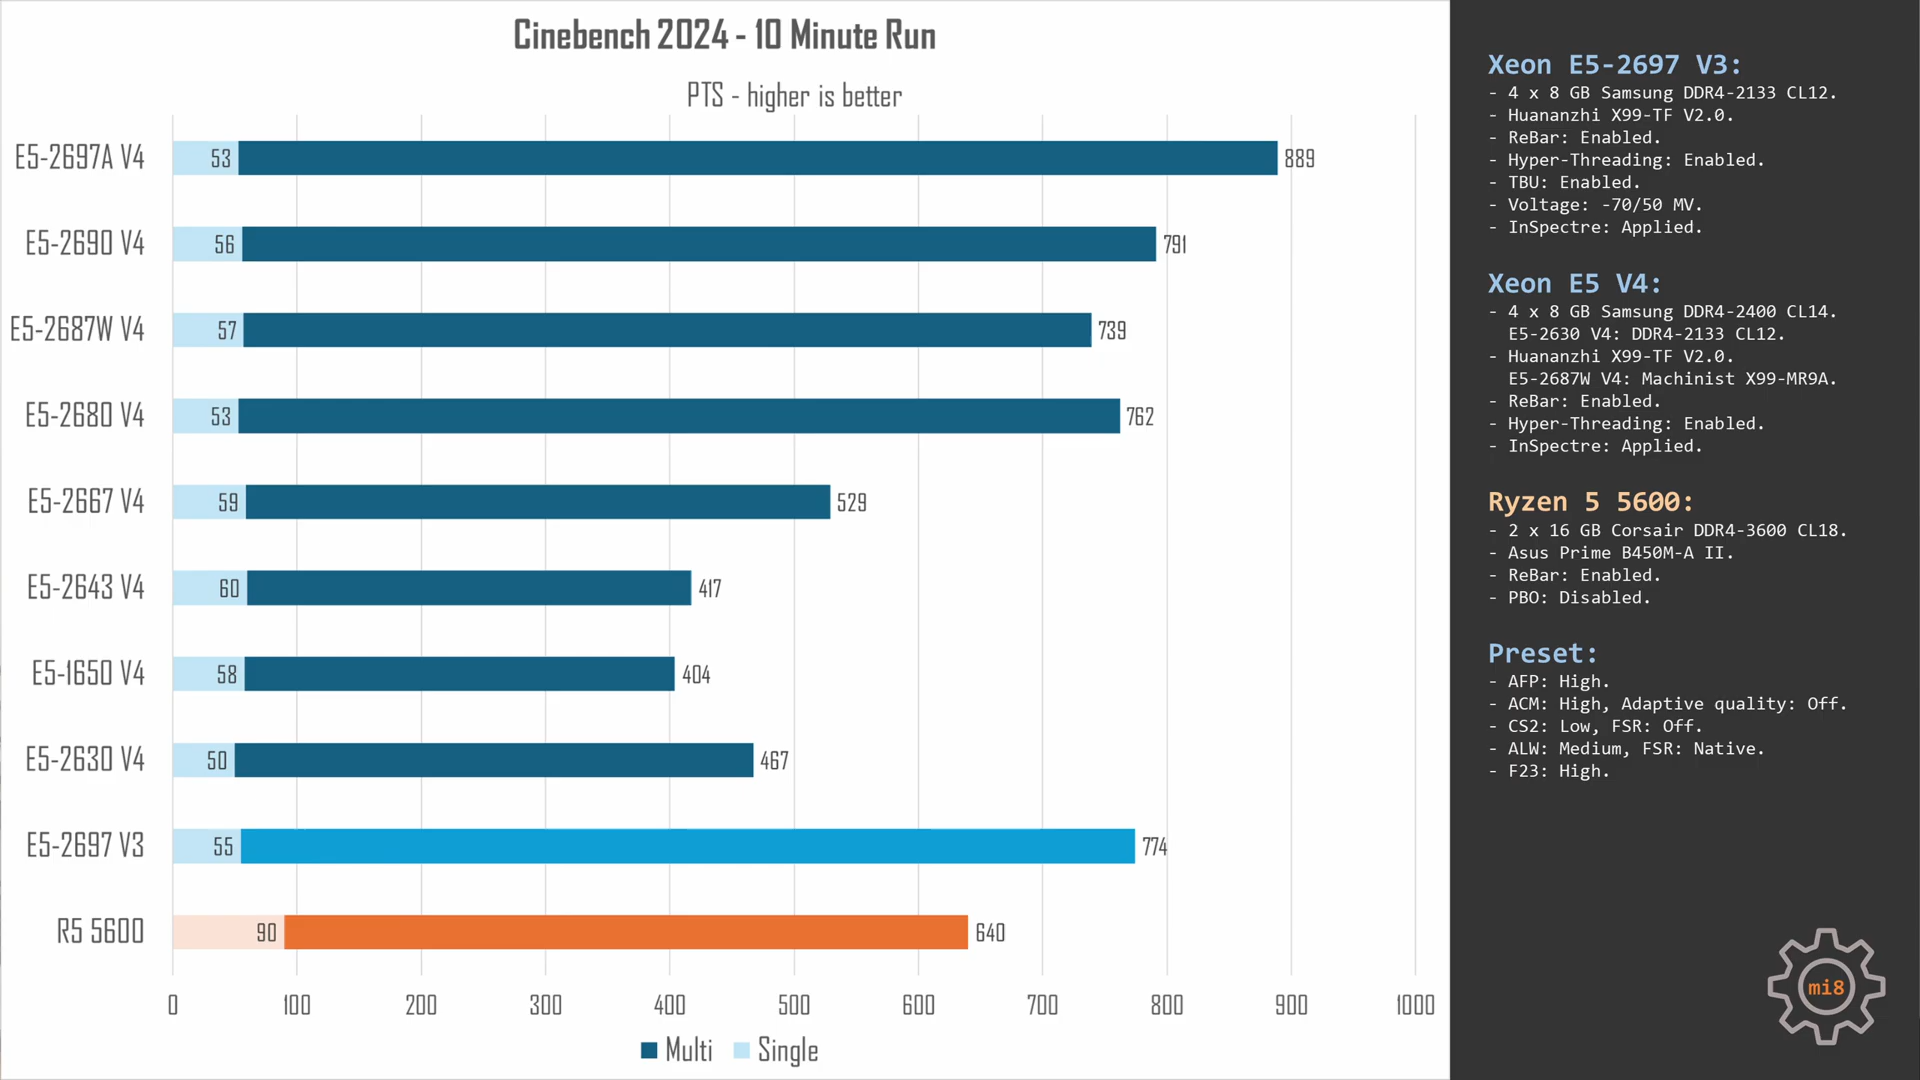 Cinebench 2024 - 10 Minute Run
PTS - higher is better
E5-2697A V4 53 889
E5-2690 V4 56 791
E5-2687W V4 57 739
E5-2680 V4 53 762
E5-2667 V4 59 529
E5-2643 V4 60 417
E5-1650 V4 58 404
E5-2630 V4 50 467
E5-2697 V3 55 774
R5 5600 90 640
0 100 200 300 400 500 600 700 800 900 1000
Multi Single
Xeon E5-2697 V3:
- 4 x 8 GB Samsung DDR4-2133 CL12.
- Huananzhi X99-TF V2.0.
- ReBar: Enabled.
- Hyper-Threading: Enabled.
- TBU: Enabled.
- Voltage: -70/50 MV.
- InSpectre: Applied.
Xeon E5 V4:
- 4 x 8 GB Samsung DDR4-2400 CL14.
E5-2630 V4: DDR4-2133 CL12.
- Huananzhi X99-TF V2.0.
E5-2687W V4: Machinist X99-MR9A.
- ReBar: Enabled.
- Hyper-Threading: Enabled.
- InSpectre: Applied.
Ryzen 5 5600:
- 2 x 16 GB Corsair DDR4-3600 CL18.
- Asus Prime B450M-A II.
- ReBar: Enabled.
- PBO: Disabled.
Preset:
- AFP: High.
- ACM: High, Adaptive quality: Off.
- CS2: Low, FSR: Off.
- ALW: Medium, FSR: Native.
- F23: High.
mi8